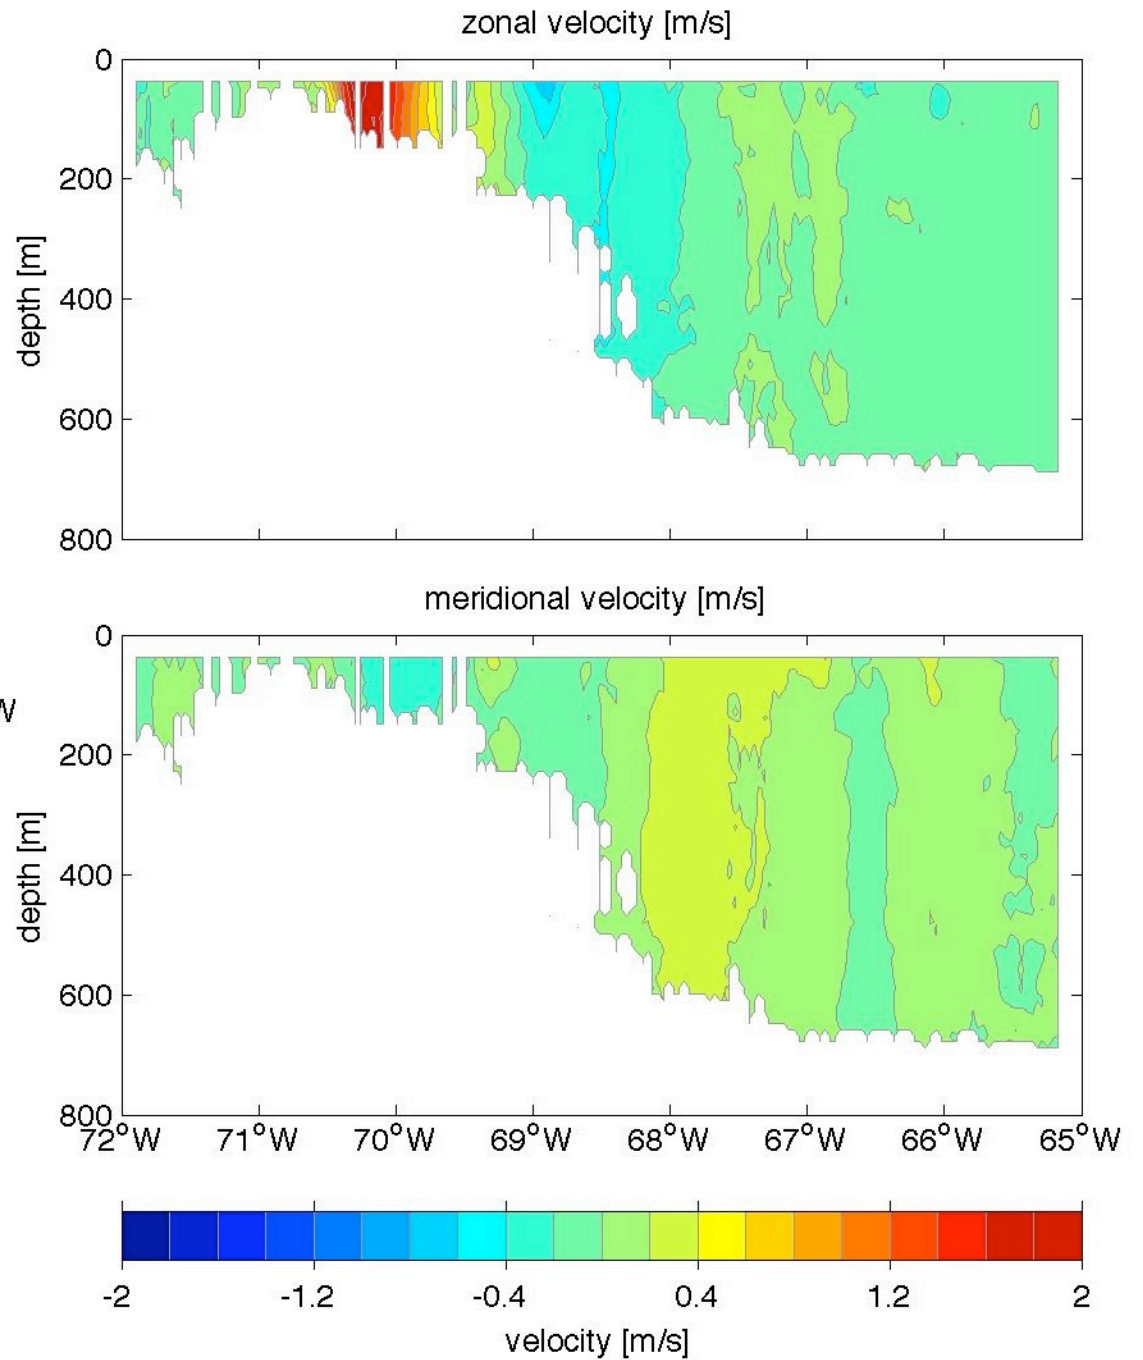 zonal velocity [m/s]
0
200
400
600
800
depth [m]
meridional velocity [m/s]
0
200
400
600
800
depth [m]
W
72°W 71°W 70°W 69°W 68°W 67°W 66°W 65°W
-2 -1.2 -0.4 0.4 1.2 2
velocity [m/s]